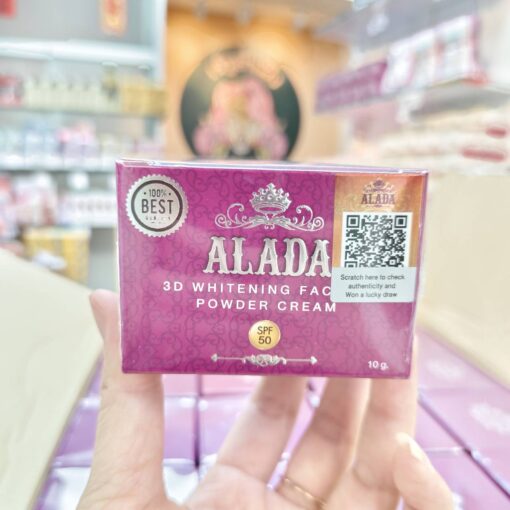 100%
BEST
ALADA
3D WHITENING FAC
POWDER CREAM
SPF
50
10 g.
ALADA
Scratch here to check
authenticity and
Won a lucky draw